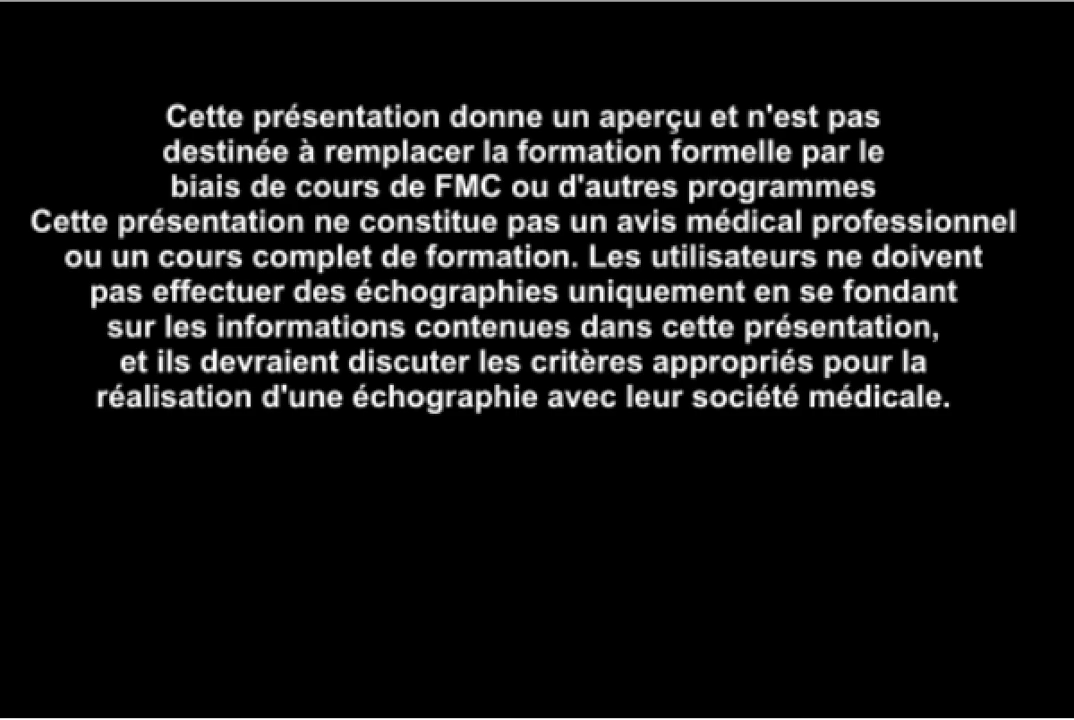 Cette présentation donne un aperçu et n'est pas
destinée à remplacer la formation formelle par le
biais de cours de FMC ou d'autres programmes
Cette présentation ne constitue pas un avis médical professionnel
ou un cours complet de formation. Les utilisateurs ne doivent
pas effectuer des échographies uniquement en se fondant
sur les informations contenues dans cette présentation,
et ils devraient discuter les critères appropriés pour la
réalisation d'une échographie avec leur société médicale.